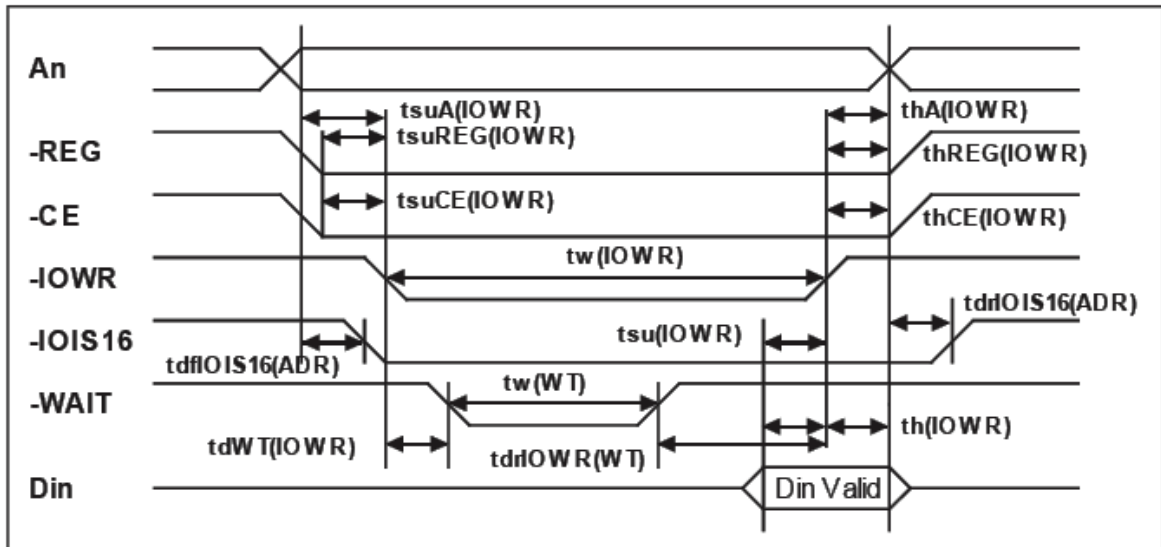 An
tsuA(IOWR)
thA(IOWR)
tsuREG(IOWR)
-REG
thREG(IOWR)
tsuCE(IOWR)
-CE
thCE(IOWR)
tw(IOWR)
-IOWR
tdrIOIS16(ADR)
-IOIS16
tsu(IOWR)
tdfIOIS16(ADR)
tw(WT)
-WAIT
th(IOWR)
tdWT(IOWR)
tdrIOWR(WT)
Din
Din Valid